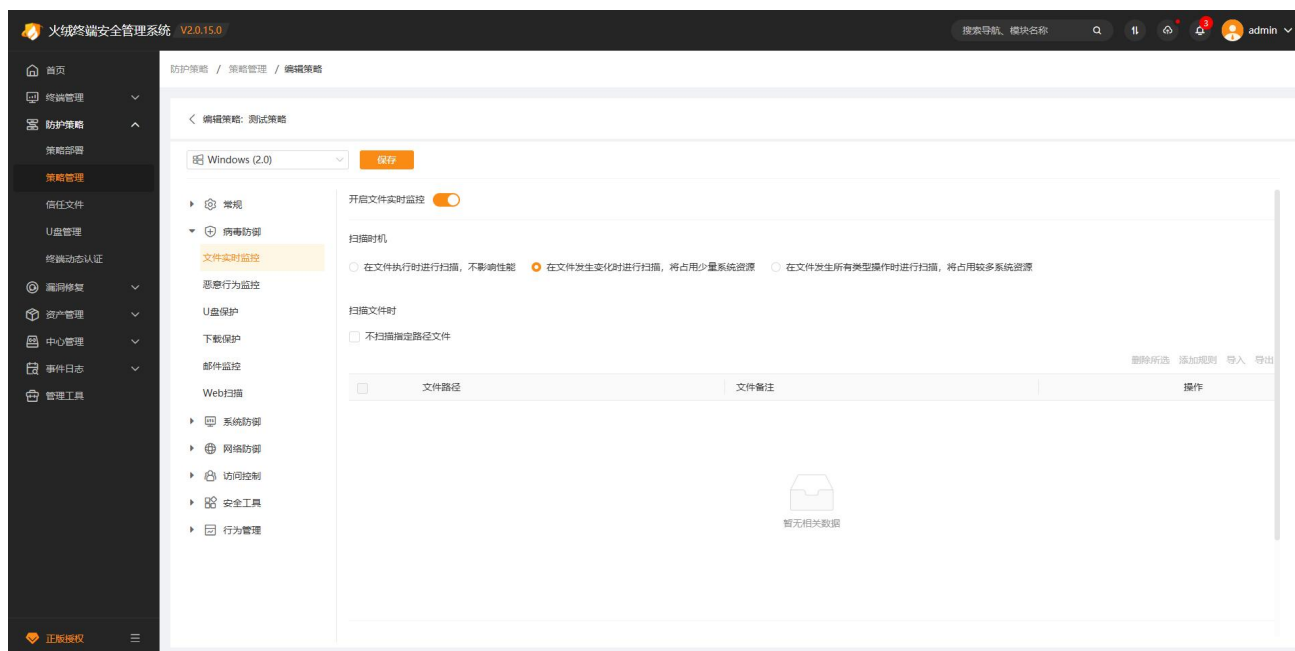 火绒终端安全管理系统 V2.0.15.0
搜索导航、模块名称
3
admin
首页
终端管理
防护策略
策略部署
策略管理
信任文件
U盘管理
终端动态认证
漏洞修复
资产管理
中心管理
事件日志
管理工具
正版授权
防护策略 / 策略管理 / 编辑策略
编辑策略: 测试策略
Windows (2.0)
保存
常规
病毒防御
文件实时监控
恶意行为监控
U盘保护
下载保护
邮件监控
Web扫描
系统防御
网络防御
访问控制
安全工具
行为管理
开启文件实时监控
扫描时机
在文件执行时进行扫描，不影响性能 在文件发生变化时进行扫描，将占用少量系统资源 在文件发生所有类型操作时进行扫描，将占用较多系统资源
扫描文件时
不扫描指定路径文件
删除所选 添加规则 导入 导出
文件路径 文件备注 操作
暂无相关数据